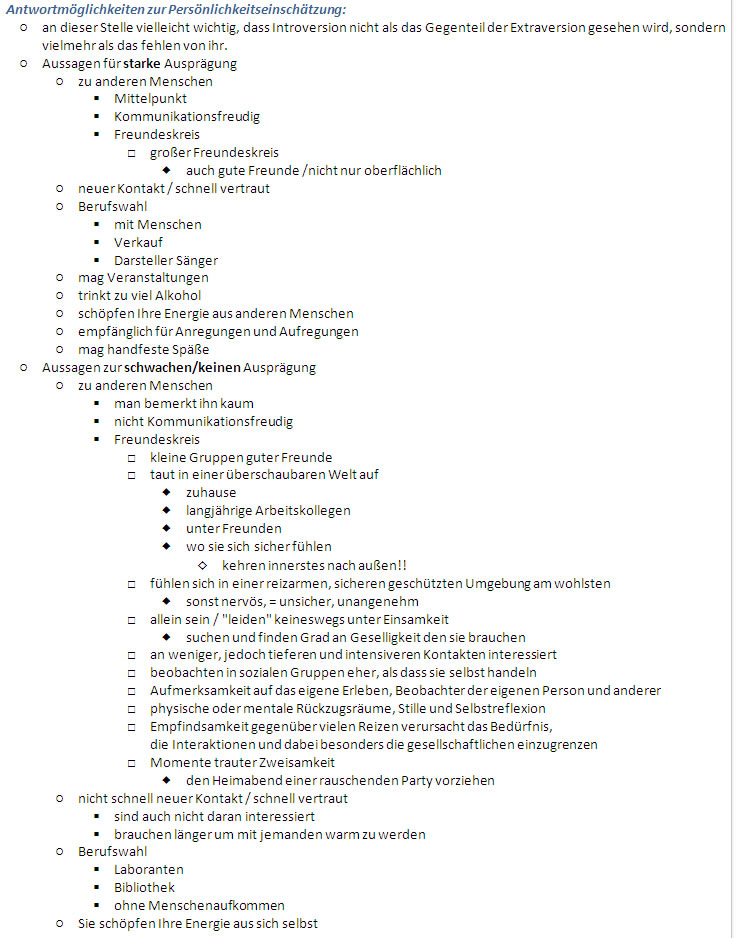 Antwortmöglichkeiten zur Persönlichkeitseinschätzung:
an dieser Stelle vielleicht wichtig, dass Introversion nicht als das Gegenteil der Extraversion gesehen wird, sondern
vielmehr als das fehlen von ihr.
Aussagen für starke Ausprägung
zu anderen Menschen
Mittelpunkt
Kommunikationsfreudig
Freundeskreis
großer Freundeskreis
auch gute Freunde /nicht nur oberflächlich
neuer Kontakt / schnell vertraut
Berufswahl
mit Menschen
Verkauf
Darsteller Sänger
mag Veranstaltungen
trinkt zu viel Alkohol
schöpfen Ihre Energie aus anderen Menschen
empfänglich für Anregungen und Aufregungen
mag handfeste Späße
Aussagen zur schwachen/keinen Ausprägung
zu anderen Menschen
man bemerkt ihn kaum
nicht Kommunikationsfreudig
Freundeskreis
kleine Gruppen guter Freunde
taut in einer überschaubaren Welt auf
zuhause
langjährige Arbeitskollegen
unter Freunden
wo sie sich sicher fühlen
kehren innerstes nach außen!!
fühlen sich in einer reizarmen, sicheren geschützten Umgebung am wohlsten
sonst nervös, = unsicher, unangenehm
allein sein / "leiden" keineswegs unter Einsamkeit
suchen und finden Grad an Geselligkeit den sie brauchen
an weniger, jedoch tieferen und intensiveren Kontakten interessiert
beobachten in sozialen Gruppen eher, als dass sie selbst handeln
Aufmerksamkeit auf das eigene Erleben, Beobachter der eigenen Person und anderer
physische oder mentale Rückzugsräume, Stille und Selbstreflexion
Empfindsamkeit gegenüber vielen Reizen verursacht das Bedürfnis,
die Interaktionen und dabei besonders die gesellschaftlichen einzugrenzen
Momente trauter Zweisamkeit
den Heimabend einer rauschenden Party vorziehen
nicht schnell neuer Kontakt / schnell vertraut
sind auch nicht daran interessiert
brauchen länger um mit jemanden warm zu werden
Berufswahl
Laboranten
Bibliothek
ohne Menschenaufkommen
Sie schöpfen Ihre Energie aus sich selbst